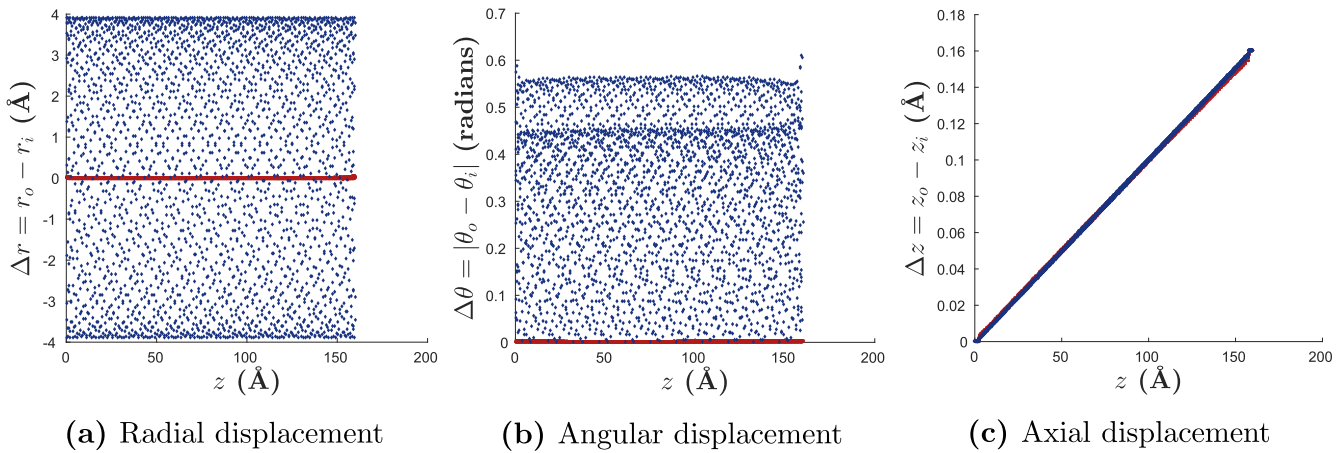 4
3
2
1
0
-1
-2
-3
-4
0 50 100 150 200
Δr = r_o − r_i (Å)
z (Å)
(a) Radial displacement
0.7
0.6
0.5
0.4
0.3
0.2
0.1
0
0 50 100 150 200
Δθ = |θ_o − θ_i| (radians)
z (Å)
(b) Angular displacement
0.18
0.16
0.14
0.12
0.1
0.08
0.06
0.04
0.02
0
0 50 100 150 200
Δz = z_o − z_i (Å)
z (Å)
(c) Axial displacement